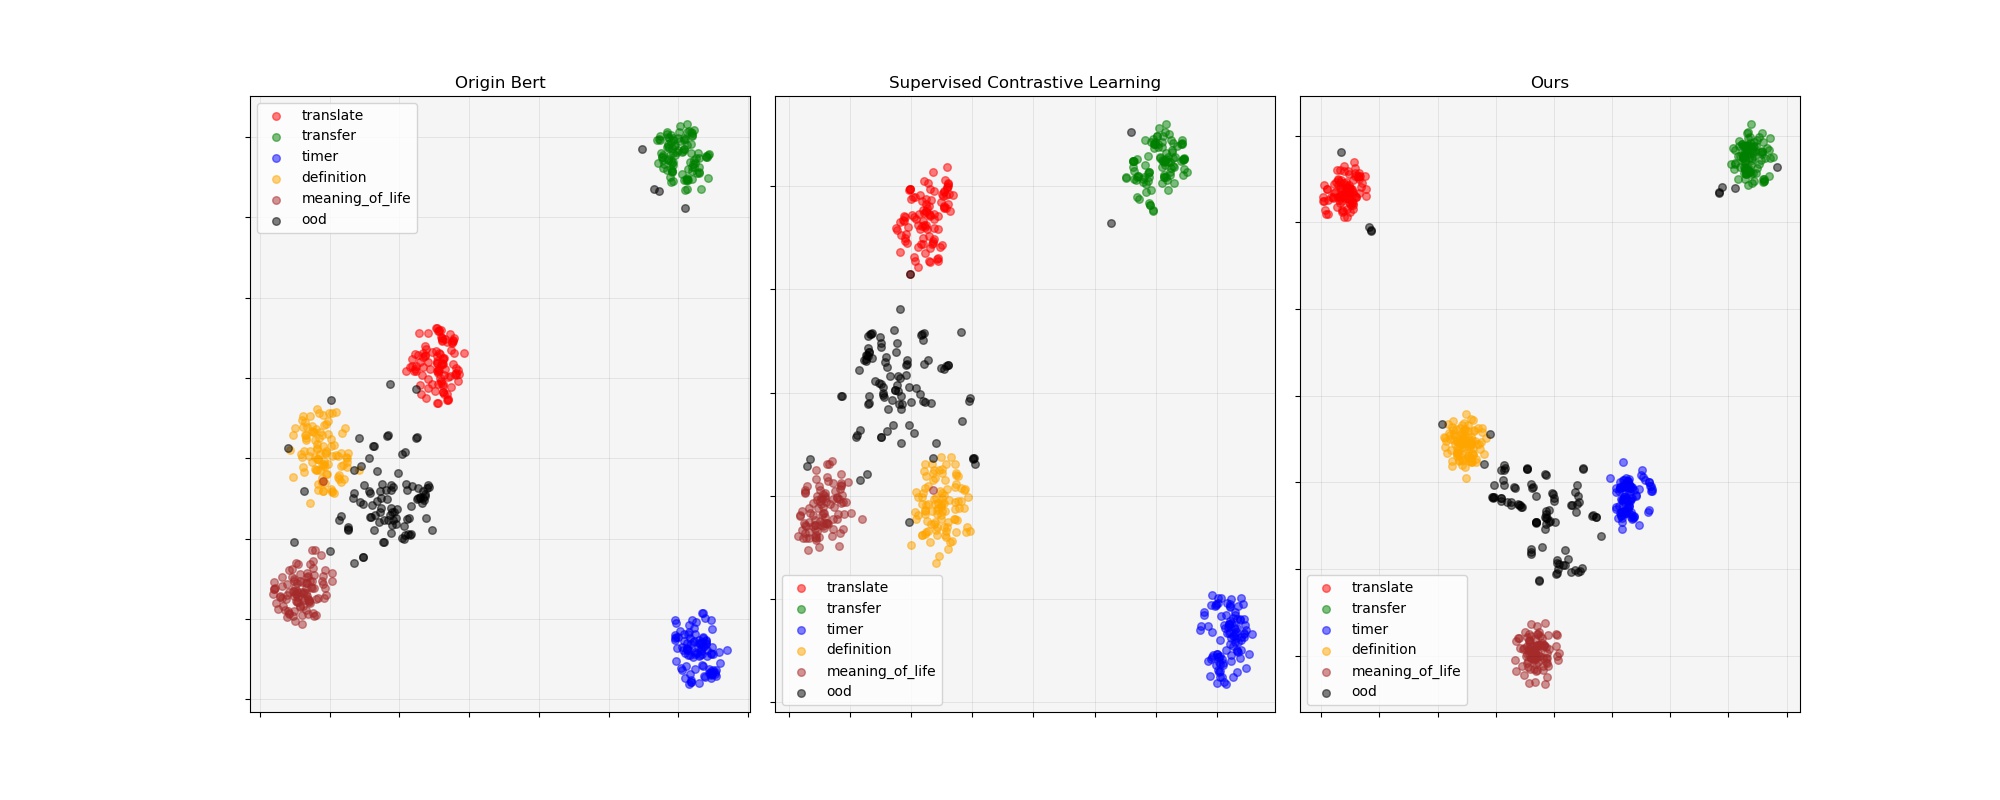 Origin Bert
translate
transfer
timer
definition
meaning_of_life
ood
Supervised Contrastive Learning
translate
transfer
timer
definition
meaning_of_life
ood
Ours
translate
transfer
timer
definition
meaning_of_life
ood